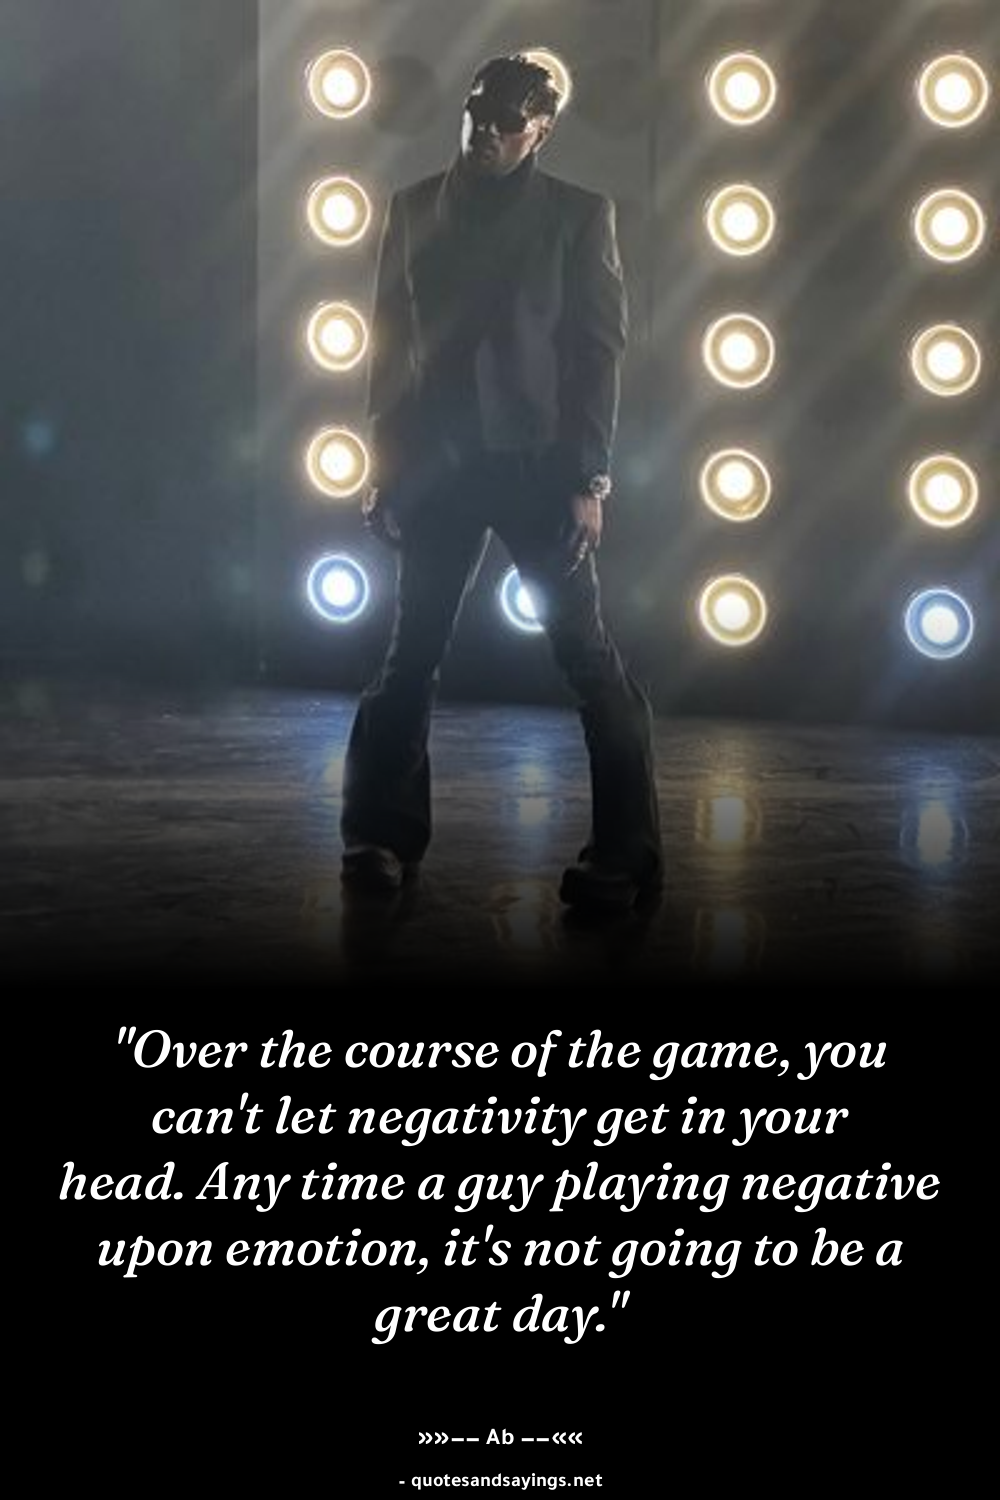 "Over the course of the game, you
can't let negativity get in your
head. Any time a guy playing negative
upon emotion, it's not going to be a
great day."
»»−− Ab −−««
- quotesandsayings.net